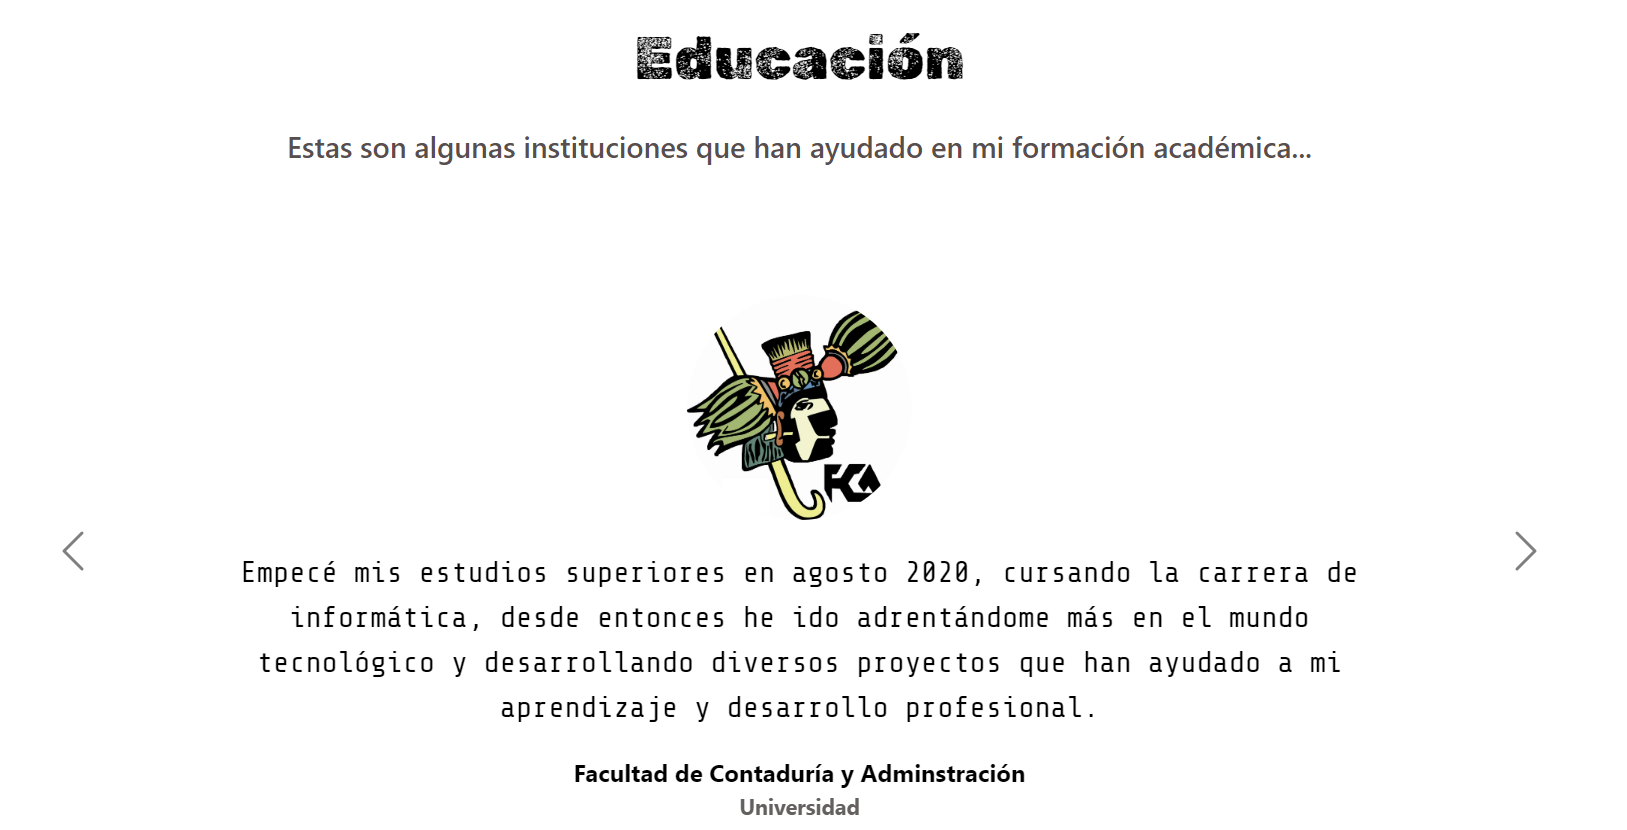 Educación
Estas son algunas instituciones que han ayudado en mi formación académica...
FCA
Empecé mis estudios superiores en agosto 2020, cursando la carrera de
informática, desde entonces he ido adrentándome más en el mundo
tecnológico y desarrollando diversos proyectos que han ayudado a mi
aprendizaje y desarrollo profesional.
Facultad de Contaduría y Adminstración
Universidad